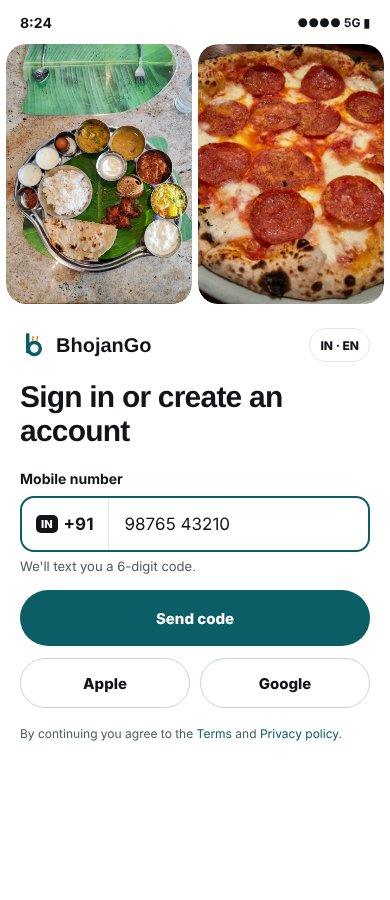 8:24
5G
BhojanGo
IN · EN
Sign in or create an
account
Mobile number
IN +91 98765 43210
We'll text you a 6-digit code.
Send code
Apple
Google
By continuing you agree to the Terms and Privacy policy.